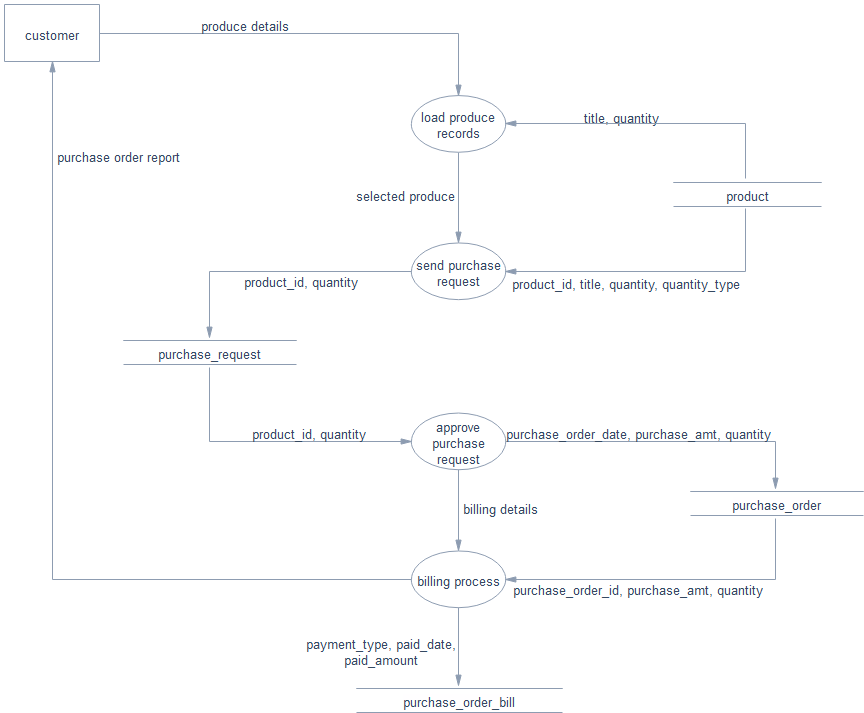 customer
produce details
load produce
records
title, quantity
purchase order report
selected produce
product
send purchase
request
product_id, quantity
product_id, title, quantity, quantity_type
purchase_request
product_id, quantity
approve
purchase
request
purchase_order_date, purchase_amt, quantity
billing details
purchase_order
billing process
purchase_order_id, purchase_amt, quantity
payment_type, paid_date,
paid_amount
purchase_order_bill